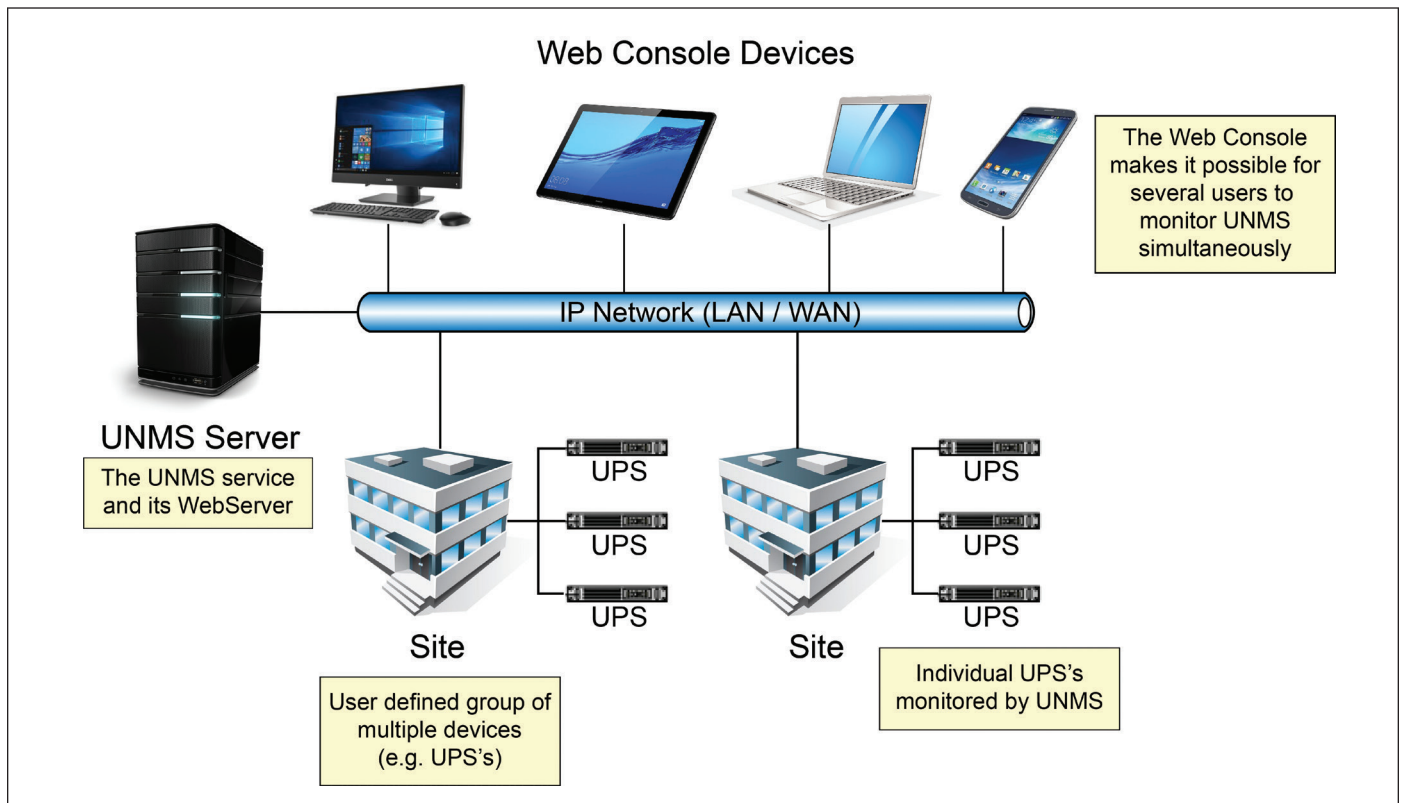 Web Console Devices
The Web Console
makes it possible for
several users to
monitor UNMS
simultaneously
IP Network (LAN / WAN)
UNMS Server
The UNMS service
and its WebServer
UPS
UPS
UPS
Site
User defined group of
multiple devices
(e.g. UPS's)
UPS
UPS
UPS
Site
Individual UPS's
monitored by UNMS